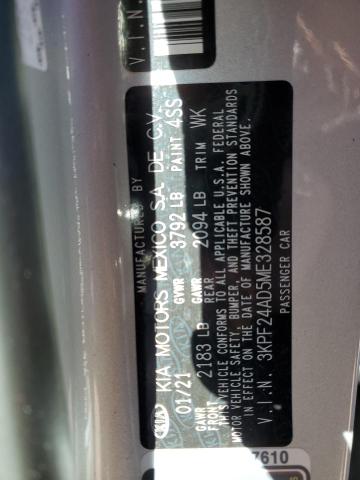 V.I.N.
MANUFACTURED BY
KIA KIA MOTORS MEXICO S.A. DE C.V.
01/21 GVWR 3792 LB PAINT 4SS
GAWR FRONT 2183 LB GAWR REAR 2094 LB TRIM WK
THIS VEHICLE CONFORMS TO ALL APPLICABLE U.S.A. FEDERAL
MOTOR VEHICLE SAFETY, BUMPER, AND THEFT PREVENTION STANDARDS
IN EFFECT ON THE DATE OF MANUFACTURE SHOWN ABOVE.
V.I.N. 3KPF24AD5ME328587
PASSENGER CAR
7610